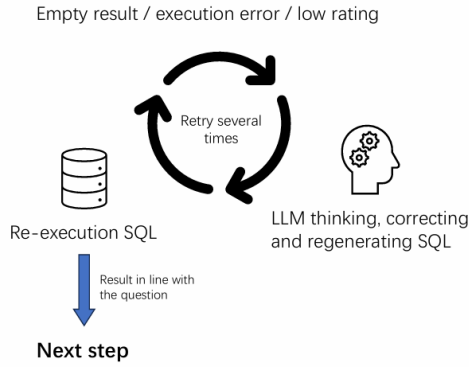 Empty result / execution error / low rating
Retry several
times
Re-execution SQL
LLM thinking, correcting
and regenerating SQL
Result in line with
the question
Next step